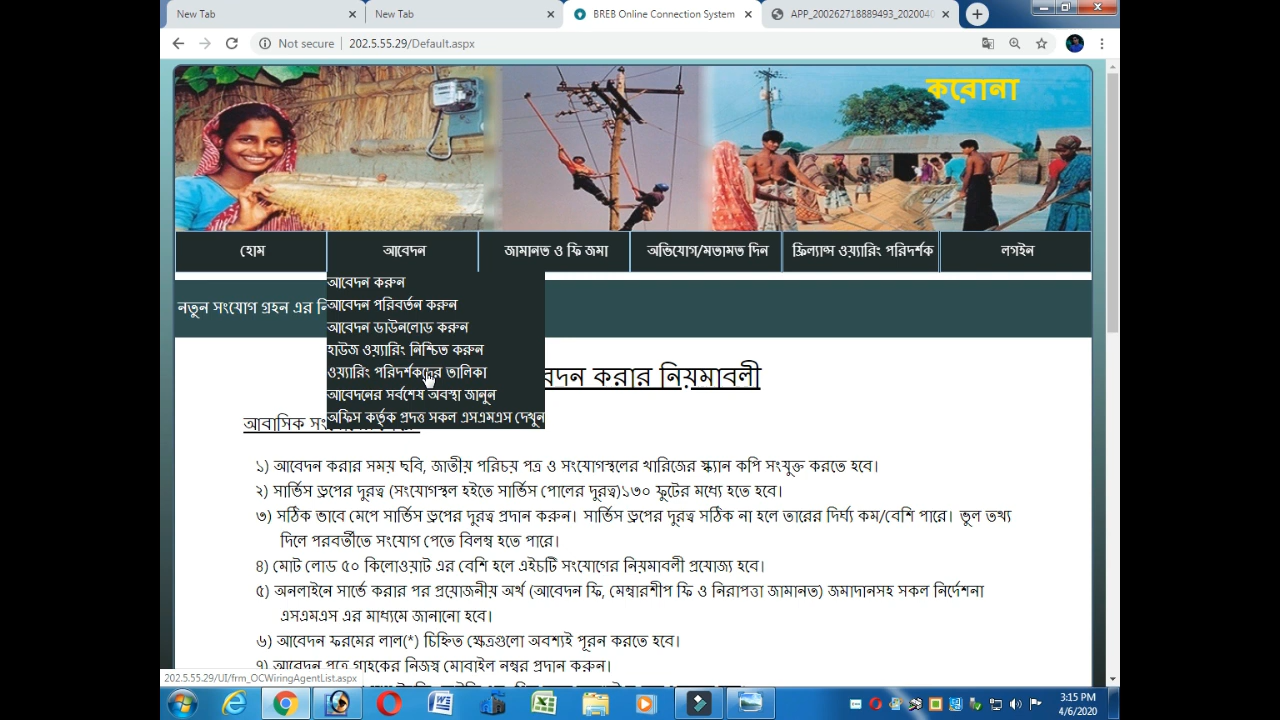 New Tab
New Tab
BREB Online Connection System
APP_200262718889493_202004
Not secure
202.5.55.29/Default.aspx
করোনা
হোম
আবেদন
জামানত ও ফি জমা
অভিযোগ/মতামত দিন
ফ্রিল্যান্স ওয়্যারিং পরিদর্শক
লগইন
আবেদন করুন
নতুন সংযোগ গ্রহন এর নি
আবেদন পরিবর্তন করুন
আবেদন ডাউনলোড করুন
হাউজ ওয়্যারিং নিশ্চিত করুন
ওয়্যারিং পরিদর্শকদের তালিকা
বেদন করার নিয়মাবলী
আবেদনের সর্বশেষ অবস্থা জানুন
অফিস কর্তৃক প্রদত্ত সকল এসএমএস দেখুন
আবাসিক
১) আবেদন করার সময় ছবি, জাতীয় পরিচয় পত্র ও সংযোগস্থলের খারিজের স্ক্যান কপি সংযুক্ত করতে হবে।
২) সার্ভিস ড্রপের দুরত্ব (সংযোগস্থল হইতে সার্ভিস পোলের দুরত্ব)১৩০ ফুটের মধ্যে হতে হবে।
৩) সঠিক ভাবে মেপে সার্ভিস ড্রপের দুরত্ব প্রদান করুন। সার্ভিস ড্রপের দুরত্ব সঠিক না হলে তারের দির্ঘ্য কম/বেশি পারে। ভুল তথ্য
দিলে পরবর্তীতে সংযোগ পেতে বিলম্ব হতে পারে।
৪) মোট লোড ৫০ কিলোওয়াট এর বেশি হলে এইচটি সংযোগের নিয়মাবলী প্রযোজ্য হবে।
৫) অনলাইনে সার্ভে করার পর প্রয়োজনীয় অর্থ (আবেদন ফি, মেম্বারশীপ ফি ও নিরাপত্তা জামানত) জমাদানসহ সকল নির্দেশনা
এসএমএস এর মাধ্যমে জানানো হবে।
৬) আবেদন ফরমের লাল(*) চিহ্নিত ক্ষেত্রগুলো অবশ্যই পূরন করতে হবে।
৭) আবেদন পত্রে গ্রাহকের নিজস্ব মোবাইল নম্বর প্রদান করুন।
202.5.55.29/UI/frm_OCWiringAgentList.aspx
3:15 PM
4/6/2020